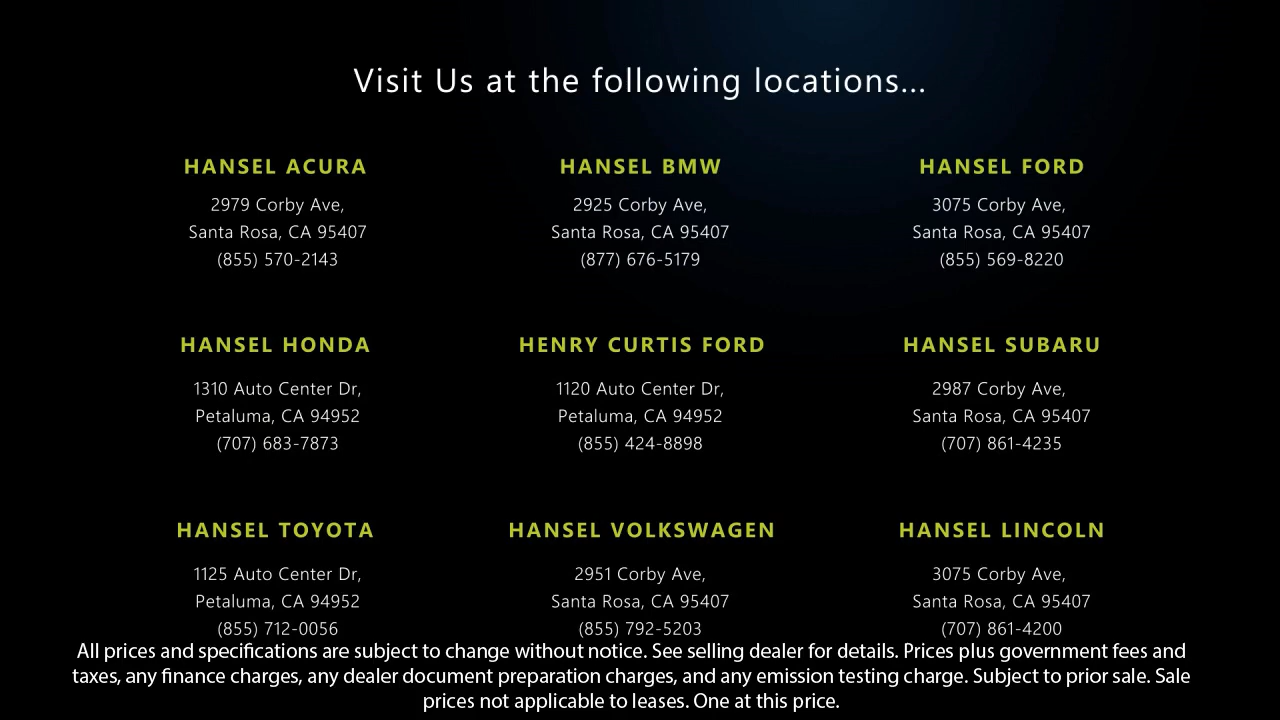 Visit Us at the following locations...
HANSEL ACURA
2979 Corby Ave,
Santa Rosa, CA 95407
(855) 570-2143
HANSEL BMW
2925 Corby Ave,
Santa Rosa, CA 95407
(877) 676-5179
HANSEL FORD
3075 Corby Ave,
Santa Rosa, CA 95407
(855) 569-8220
HANSEL HONDA
1310 Auto Center Dr,
Petaluma, CA 94952
(707) 683-7873
HENRY CURTIS FORD
1120 Auto Center Dr,
Petaluma, CA 94952
(855) 424-8898
HANSEL SUBARU
2987 Corby Ave,
Santa Rosa, CA 95407
(707) 861-4235
HANSEL TOYOTA
1125 Auto Center Dr,
Petaluma, CA 94952
(855) 712-0056
HANSEL VOLKSWAGEN
2951 Corby Ave,
Santa Rosa, CA 95407
(855) 792-5203
HANSEL LINCOLN
3075 Corby Ave,
Santa Rosa, CA 95407
(707) 861-4200
All prices and specifications are subject to change without notice. See selling dealer for details. Prices plus government fees and
taxes, any finance charges, any dealer document preparation charges, and any emission testing charge. Subject to prior sale. Sale
prices not applicable to leases. One at this price.